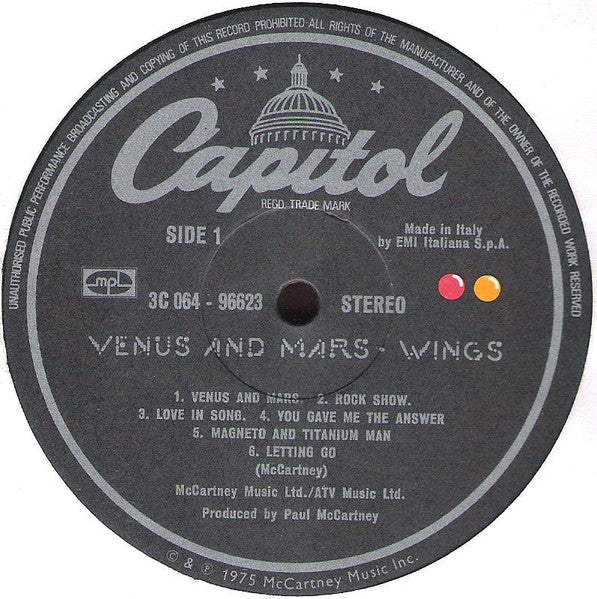 UNAUTHORISED PUBLIC PERFORMANCE BROADCASTING AND COPYING OF THIS RECORD PROHIBITED-ALL RIGHTS OF THE MANUFACTURER AND OF THE OWNER OF THE RECORDED WORK RESERVED
Capitol
REGD. TRADE MARK
SIDE 1
Made in Italy
by EMI Italiana S.p.A.
mpl
3C 064 - 96623
STEREO
VENUS AND MARS - WINGS
1. VENUS AND MARS. 2. ROCK SHOW.
3. LOVE IN SONG. 4. YOU GAVE ME THE ANSWER
5. MAGNETO AND TITANIUM MAN
6. LETTING GO
(McCartney)
McCartney Music Ltd./ATV Music Ltd.
Produced by Paul McCartney
© & ℗ 1975 McCartney Music Inc.